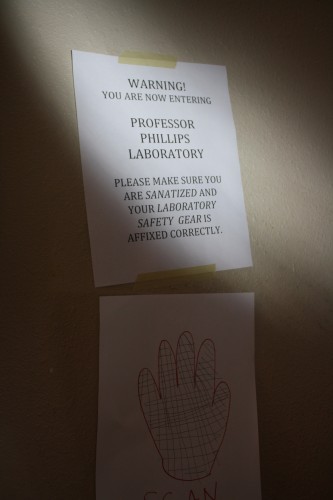 WARNING!
YOU ARE NOW ENTERING
PROFESSOR
PHILLIPS
LABORATORY
PLEASE MAKE SURE YOU
ARE SANATIZED AND
YOUR LABORATORY
SAFETY GEAR IS
AFFIXED CORRECTLY.
SCAN